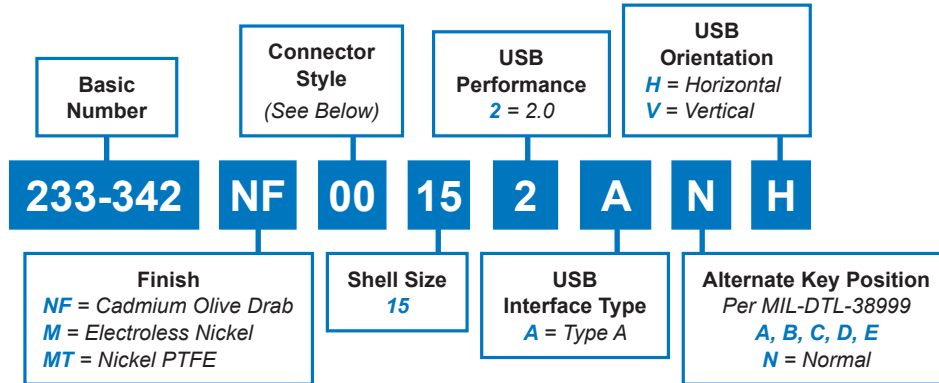 Basic
Number
Connector
Style
(See Below)
USB
Performance
2 = 2.0
USB
Orientation
H = Horizontal
V = Vertical
233-342 NF 00 15 2 A N H
Finish
NF = Cadmium Olive Drab
M = Electroless Nickel
MT = Nickel PTFE
Shell Size
15
USB
Interface Type
A = Type A
Alternate Key Position
Per MIL-DTL-38999
A, B, C, D, E
N = Normal